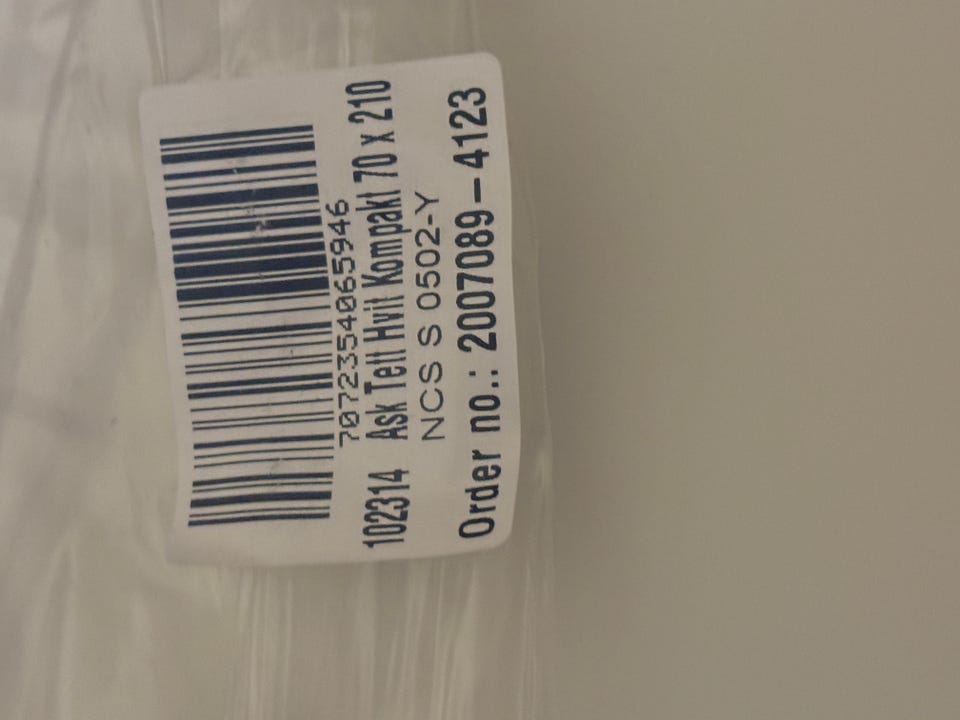 7072354065946
102314 Ask Tett Hvit Kompakt 70 x 210
NCS S 0502-Y
Order no.: 2007089-4123